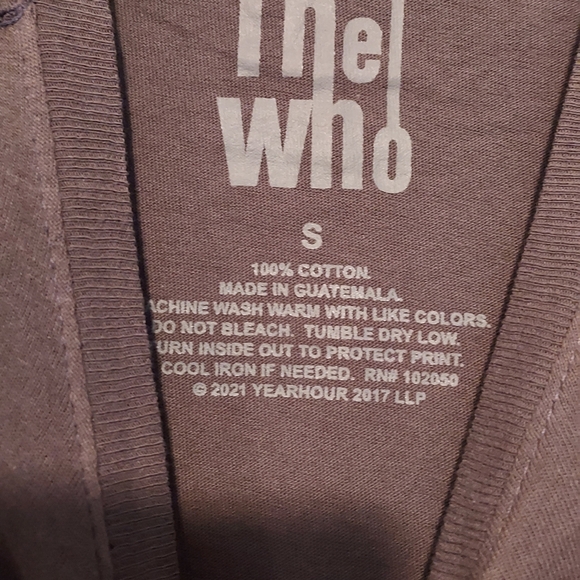 The
who
S
100% COTTON.
MADE IN GUATEMALA.
ACHINE WASH WARM WITH LIKE COLORS.
DO NOT BLEACH. TUMBLE DRY LOW.
URN INSIDE OUT TO PROTECT PRINT.
COOL IRON IF NEEDED. RN# 102050
© 2021 YEARHOUR 2017 LLP